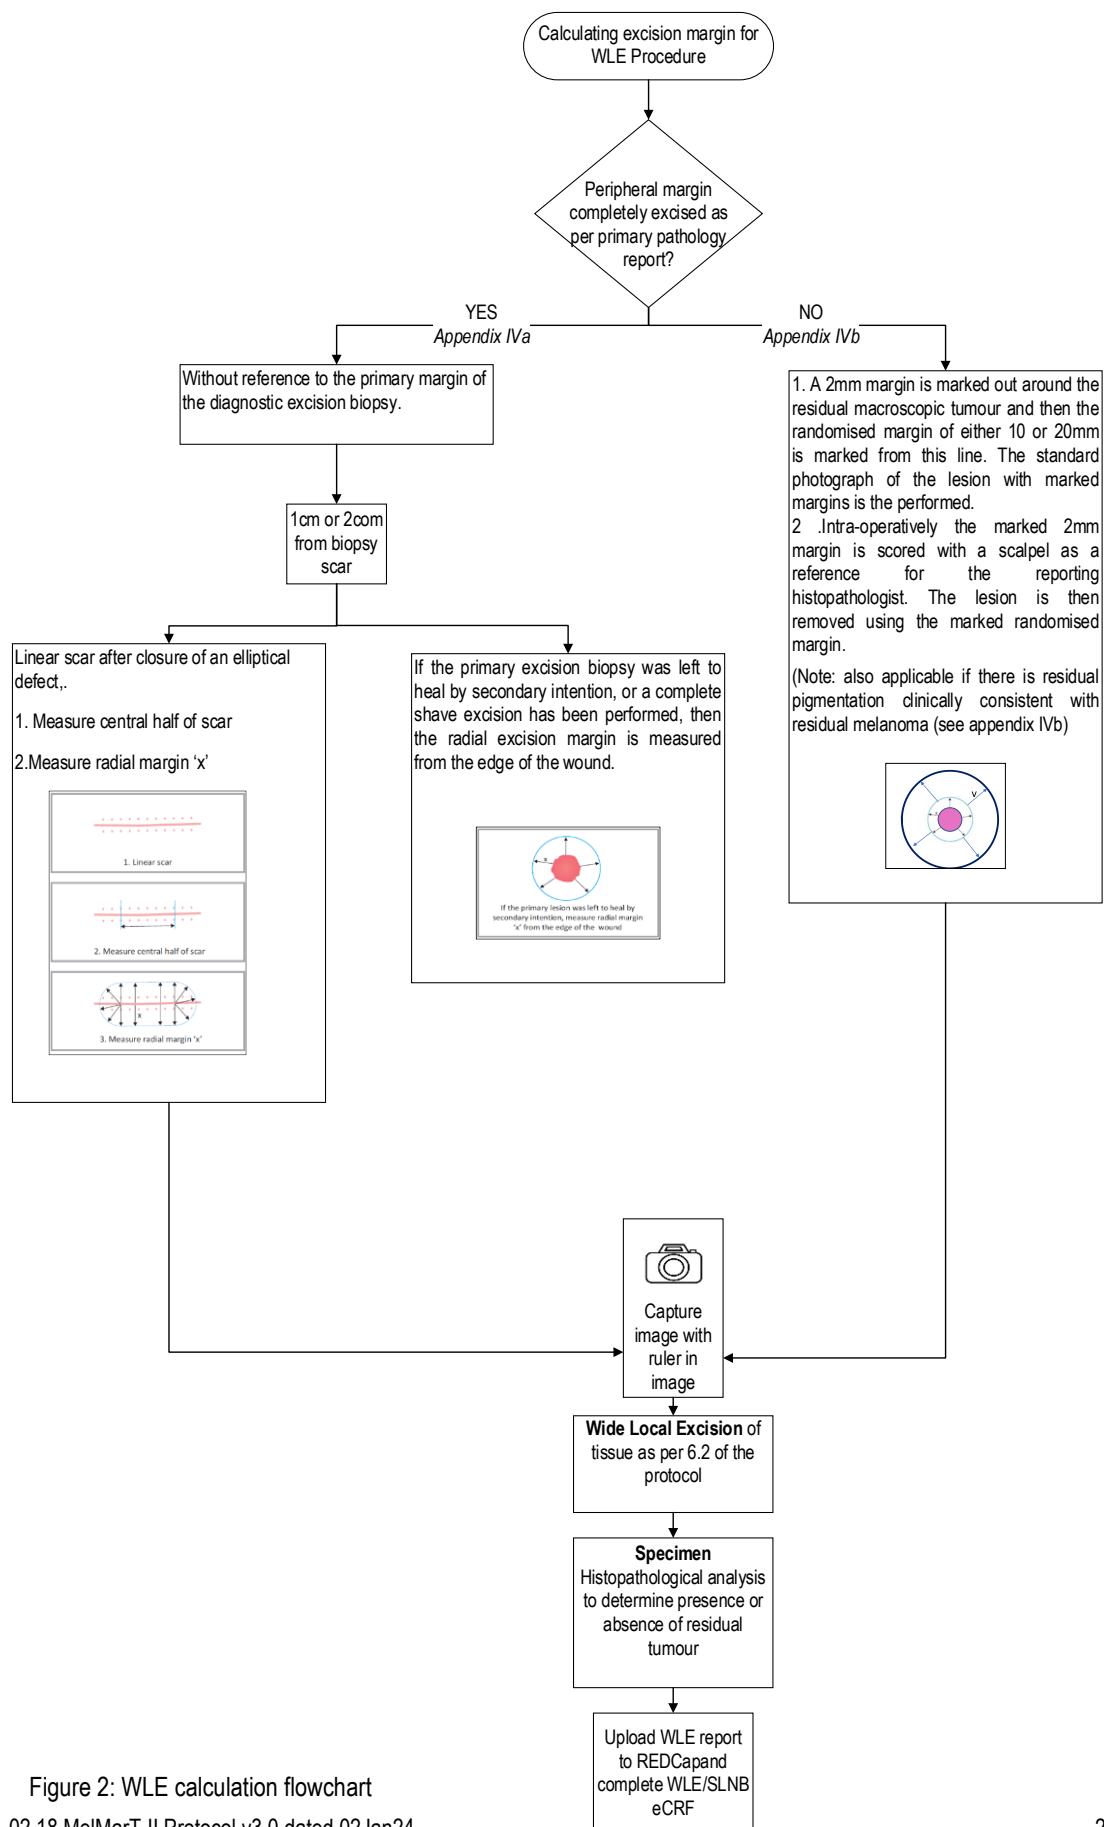 Calculating excision margin for
WLE Procedure
Peripheral margin
completely excised as
per primary pathology
report?
YES
Appendix IVa
NO
Appendix IVb
Without reference to the primary margin of
the diagnostic excision biopsy.
1cm or 2com
from biopsy
scar
1. A 2mm margin is marked out around the
residual macroscopic tumour and then the
randomised margin of either 10 or 20mm
is marked from this line. The standard
photograph of the lesion with marked
margins is the performed.
2 .Intra-operatively the marked 2mm
margin is scored with a scalpel as a
reference for the reporting
histopathologist. The lesion is then
removed using the marked randomised
margin.
(Note: also applicable if there is residual
pigmentation clinically consistent with
residual melanoma (see appendix IVb)
v
Linear scar after closure of an elliptical
defect,.
1. Measure central half of scar
2.Measure radial margin ‘x’
1. Linear scar
2. Measure central half of scar
x
3. Measure radial margin ‘x’
If the primary excision biopsy was left to
heal by secondary intention, or a complete
shave excision has been performed, then
the radial excision margin is measured
from the edge of the wound.
x
If the primary lesion was left to heal by
secondary intention, measure radial margin
‘x’ from the edge of the wound
Capture
image with
ruler in
image
Wide Local Excision of
tissue as per 6.2 of the
protocol
Specimen
Histopathological analysis
to determine presence or
absence of residual
tumour
Upload WLE report
to REDCapand
complete WLE/SLNB
eCRF
Figure 2: WLE calculation flowchart
02.18 MelMarT-II Protocol v3.0 dated 02Jan24
2